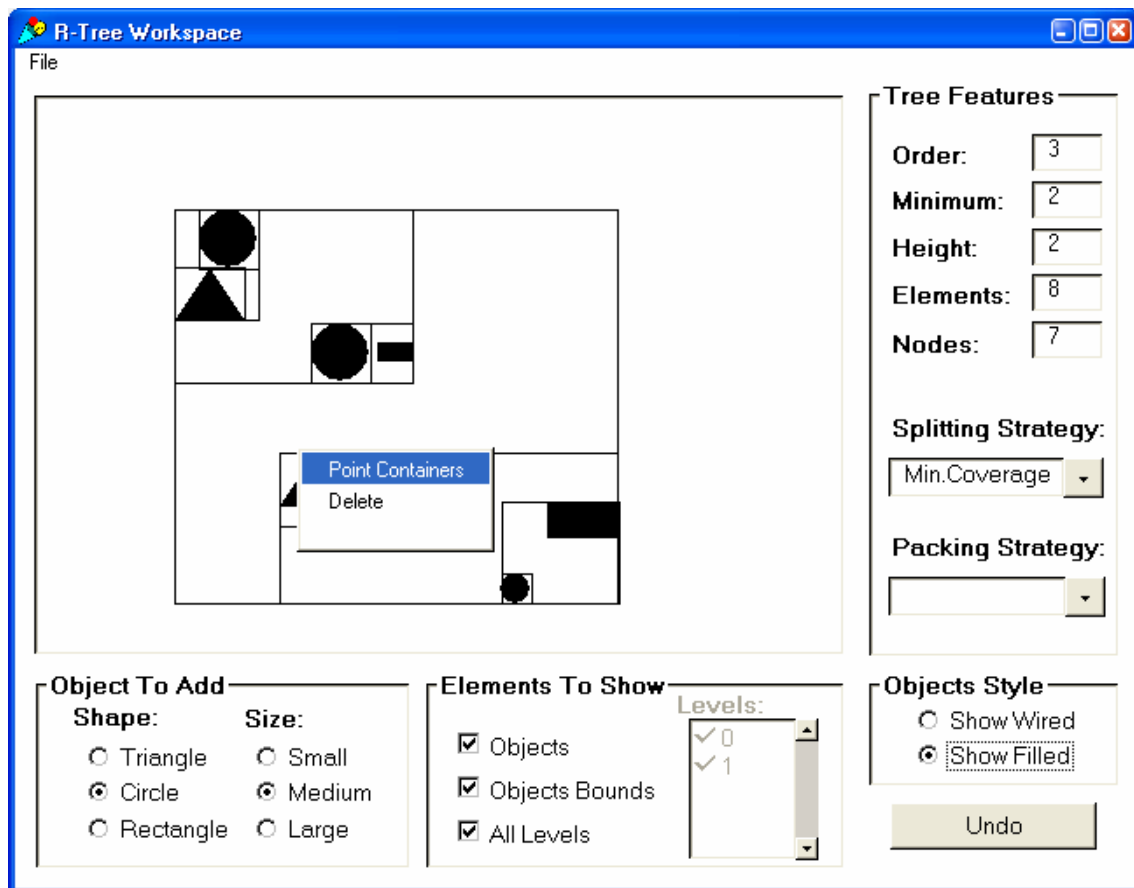 R-Tree Workspace
File
Point Containers
Delete
Tree Features
Order: 3
Minimum: 2
Height: 2
Elements: 8
Nodes: 7
Splitting Strategy:
Min.Coverage
Packing Strategy:
Object To Add
Shape: Size:
Triangle Small
Circle Medium
Rectangle Large
Elements To Show
Levels:
Objects
Objects Bounds
All Levels
0
1
Objects Style
Show Wired
Show Filled
Undo